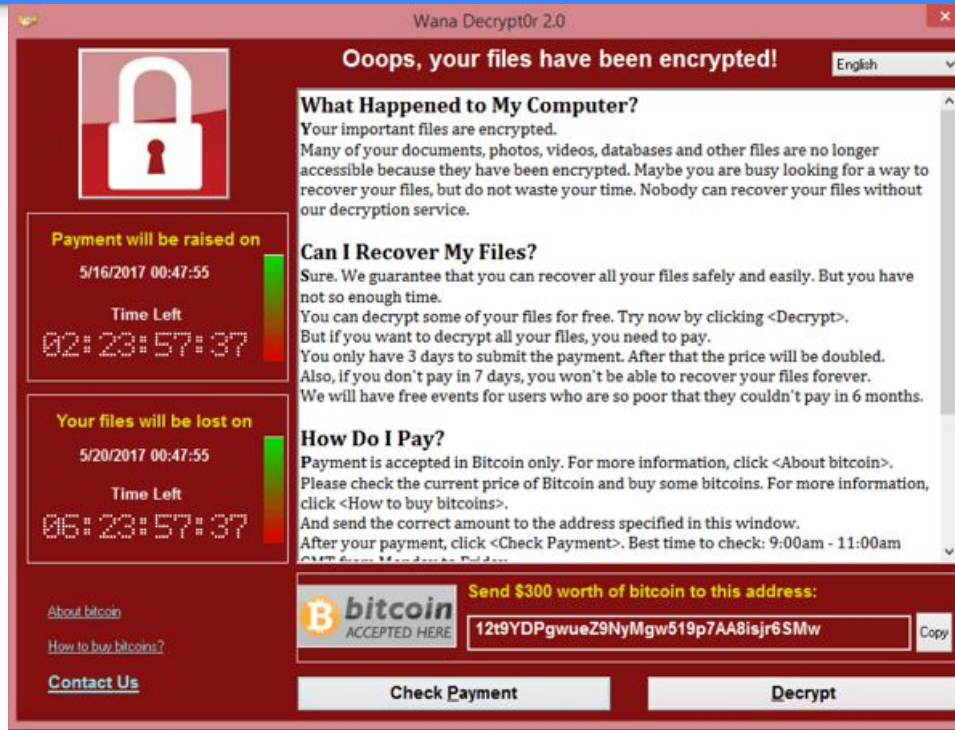 Wana Decrypt0r 2.0
Ooops, your files have been encrypted!
English
What Happened to My Computer?
Your important files are encrypted.
Many of your documents, photos, videos, databases and other files are no longer
accessible because they have been encrypted. Maybe you are busy looking for a way to
recover your files, but do not waste your time. Nobody can recover your files without
our decryption service.
Can I Recover My Files?
Sure. We guarantee that you can recover all your files safely and easily. But you have
not so enough time.
You can decrypt some of your files for free. Try now by clicking <Decrypt>.
But if you want to decrypt all your files, you need to pay.
You only have 3 days to submit the payment. After that the price will be doubled.
Also, if you don't pay in 7 days, you won't be able to recover your files forever.
We will have free events for users who are so poor that they couldn't pay in 6 months.
How Do I Pay?
Payment is accepted in Bitcoin only. For more information, click <About bitcoin>.
Please check the current price of Bitcoin and buy some bitcoins. For more information,
click <How to buy bitcoins>.
And send the correct amount to the address specified in this window.
After your payment, click <Check Payment>. Best time to check: 9:00am - 11:00am
GMT from Monday to Friday.
Payment will be raised on
5/16/2017 00:47:55
Time Left
02:23:57:37
Your files will be lost on
5/20/2017 00:47:55
Time Left
06:23:57:37
About bitcoin
How to buy bitcoins?
Contact Us
bitcoin
ACCEPTED HERE
Send $300 worth of bitcoin to this address:
12t9YDPgwueZ9NyMgw519p7AA8isjr6SMw
Copy
Check Payment
Decrypt